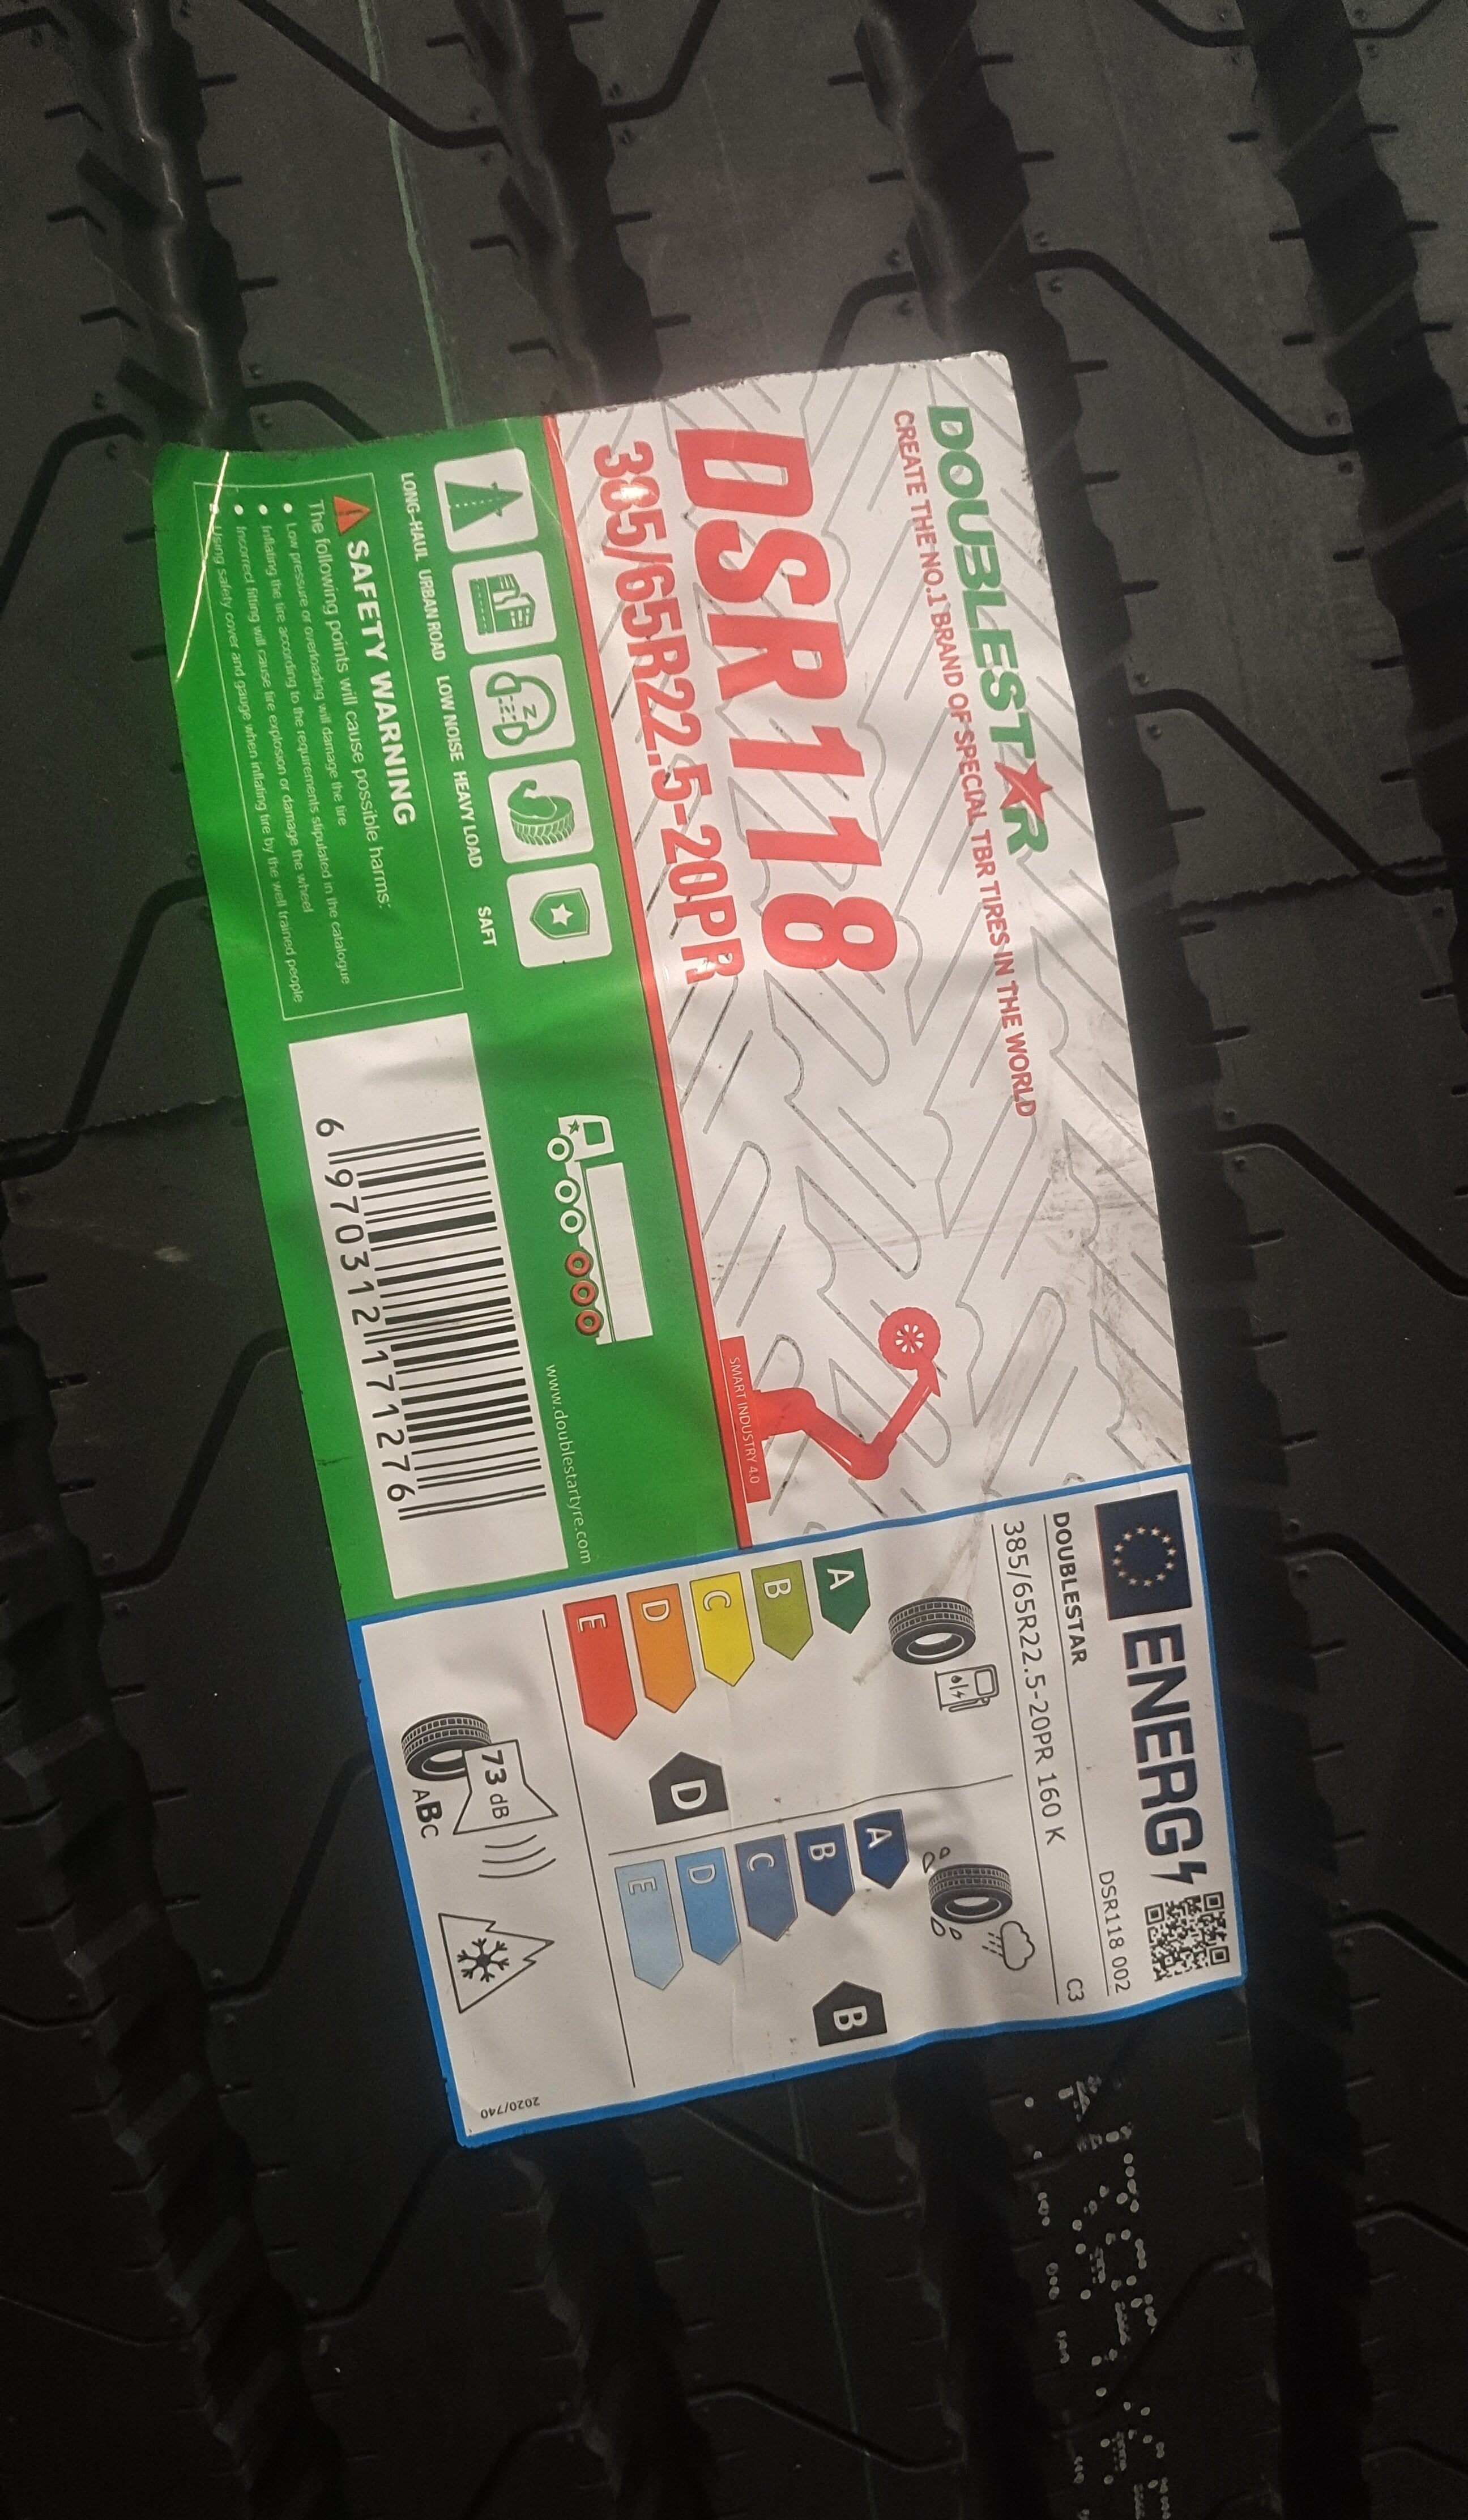 DOUBLESTAR
CREATE THE NO.1 BRAND OF SPECIAL TBR TIRES IN THE WORLD
DSR118
385/65R22.5-20PR
SMART INDUSTRY 4.0
LONG-HAUL URBAN ROAD LOW NOISE HEAVY LOAD SAFT
Z
SAFETY WARNING
The following points will cause possible harms:
Low pressure or overloading will damage the tire
Inflating the tire according to the requirements stipulated in the catalogue
Incorrect fitting will cause tire explosion or damage the wheel
Using safety cover and gauge when inflating tire by the well trained people
www.doublestartyre.com
6 970312 171276
ENERG
DOUBLESTAR DSR118 002
385/65R22.5-20PR 160 K C3
A
B
C
D
E
D
A
B
C
D
E
B
73 dB
ABC
2020/740